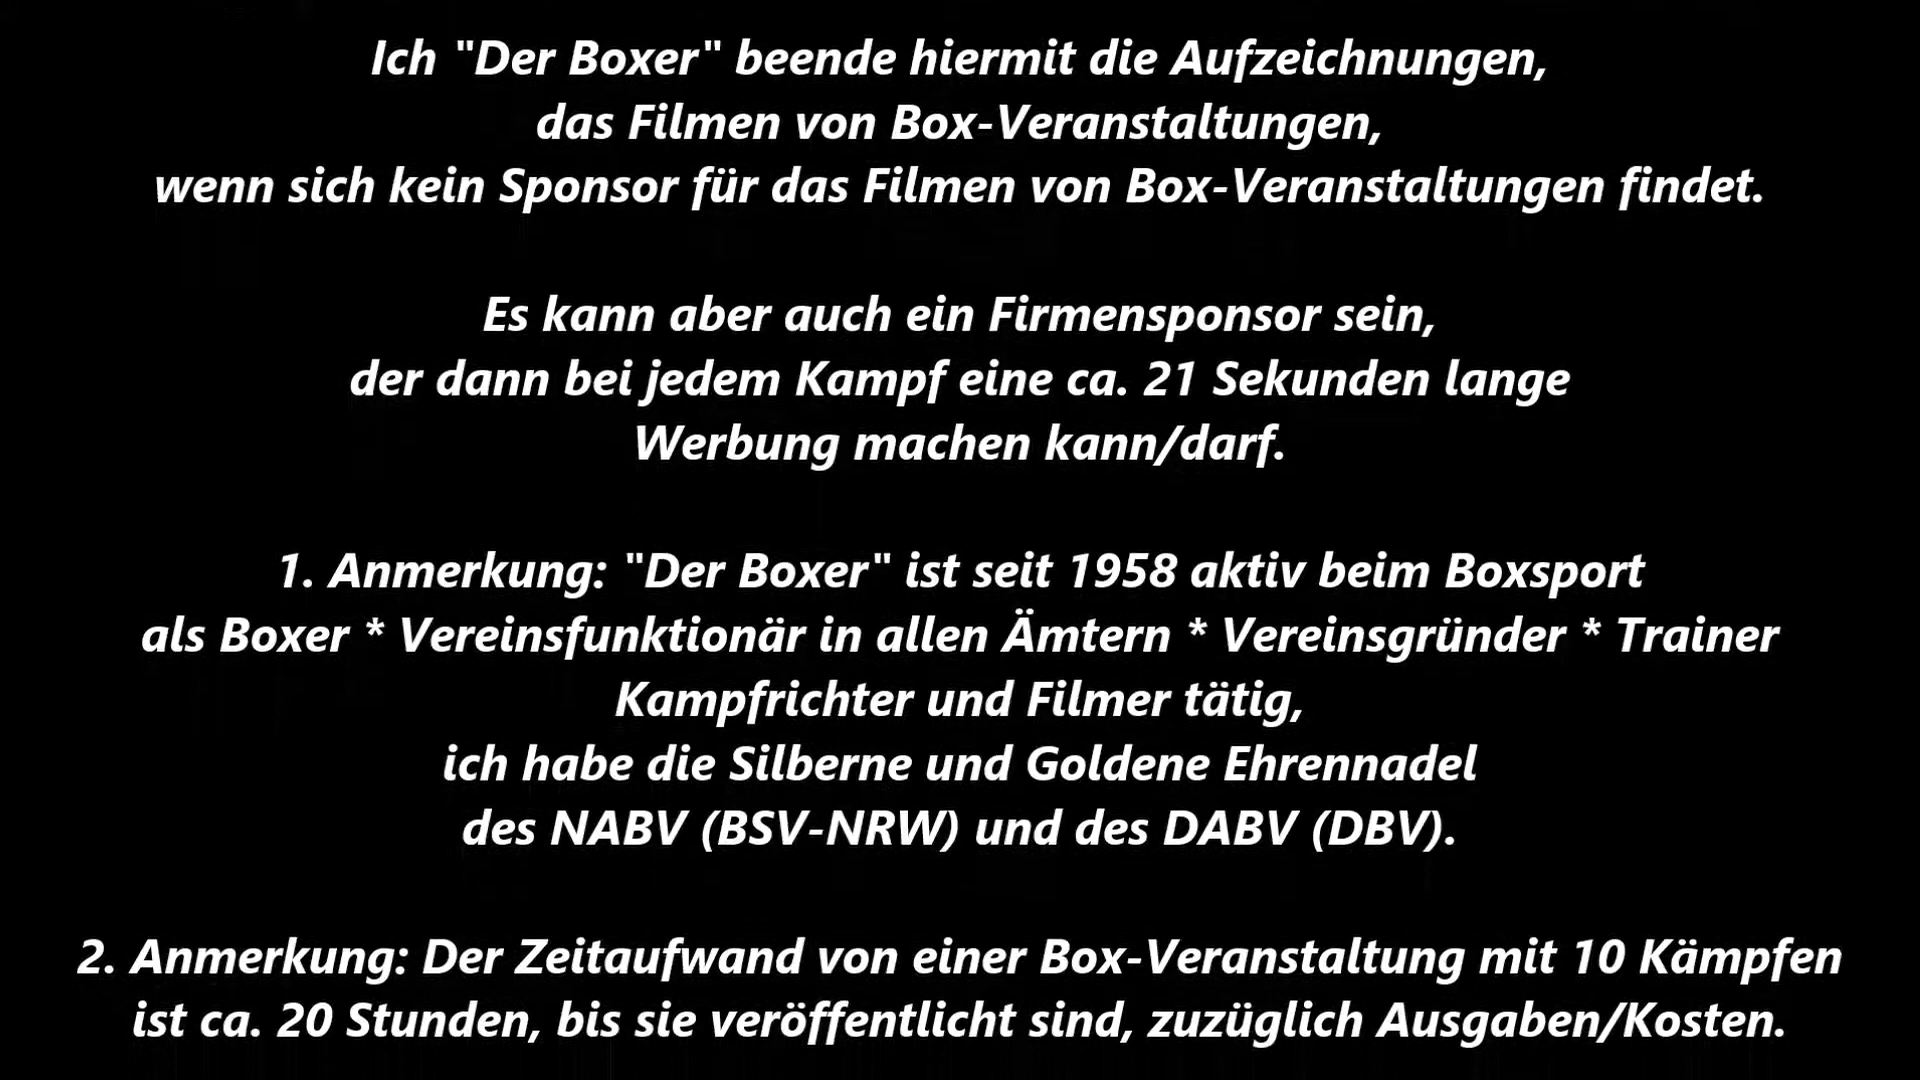 Ich "Der Boxer" beende hiermit die Aufzeichnungen,
das Filmen von Box-Veranstaltungen,
wenn sich kein Sponsor für das Filmen von Box-Veranstaltungen findet.
Es kann aber auch ein Firmensponsor sein,
der dann bei jedem Kampf eine ca. 21 Sekunden lange
Werbung machen kann/darf.
1. Anmerkung: "Der Boxer" ist seit 1958 aktiv beim Boxsport
als Boxer * Vereinsfunktionär in allen Ämtern * Vereinsgründer * Trainer
Kampfrichter und Filmer tätig,
ich habe die Silberne und Goldene Ehrennadel
des NABV (BSV-NRW) und des DABV (DBV).
2. Anmerkung: Der Zeitaufwand von einer Box-Veranstaltung mit 10 Kämpfen
ist ca. 20 Stunden, bis sie veröffentlicht sind, zuzüglich Ausgaben/Kosten.